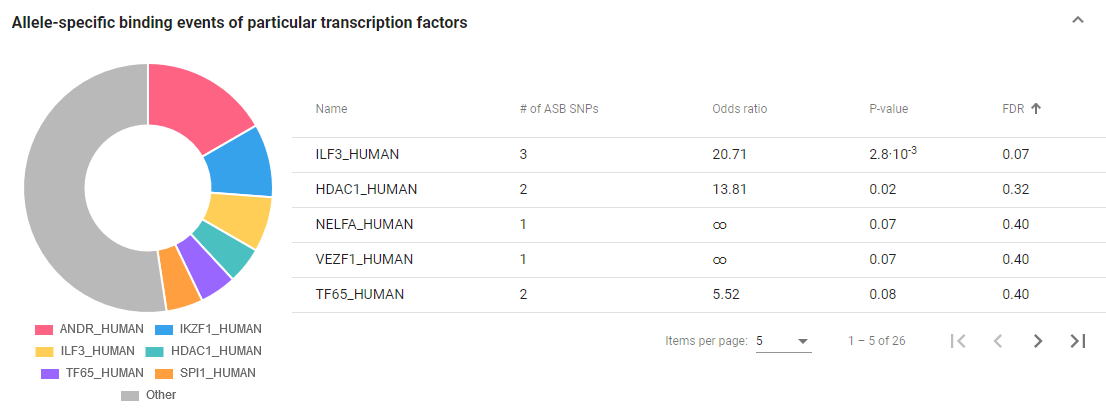 Allele-specific binding events of particular transcription factors
Name # of ASB SNPs Odds ratio P-value FDR ↑
ILF3_HUMAN 3 20.71 2.8·10⁻³ 0.07
HDAC1_HUMAN 2 13.81 0.02 0.32
NELFA_HUMAN 1 ∞ 0.07 0.40
VEZF1_HUMAN 1 ∞ 0.07 0.40
TF65_HUMAN 2 5.52 0.08 0.40
ANDR_HUMAN IKZF1_HUMAN
ILF3_HUMAN HDAC1_HUMAN
TF65_HUMAN SPI1_HUMAN
Other
Items per page: 5 1 – 5 of 26